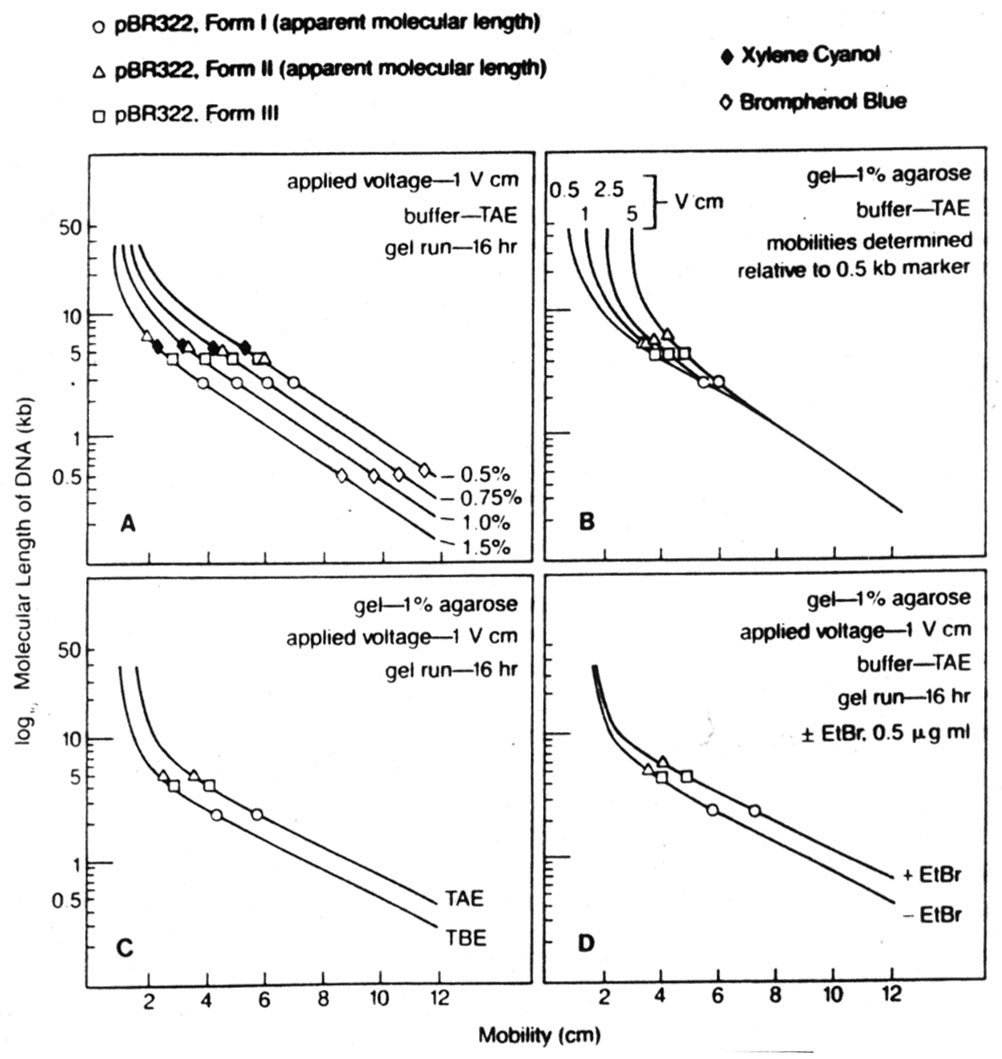 ○ pBR322, Form I (apparent molecular length)
△ pBR322, Form II (apparent molecular length)
□ pBR322. Form III
◆ Xylene Cyanol
◇ Bromphenol Blue
applied voltage—1 V cm
buffer—TAE
gel run—16 hr
50
10
5
1
0.5
0.5%
0.75%
1.0%
1.5%
A
0.5 2.5
1 5
V cm
gel—1% agarose
buffer—TAE
mobilities determined
relative to 0.5 kb marker
B
gel—1% agarose
applied voltage—1 V cm
gel run—16 hr
50
10
5
1
0.5
TAE
TBE
C
2 4 6 8 10 12
gel—1% agarose
applied voltage—1 V cm
buffer—TAE
gel run—16 hr
± EtBr, 0.5 µg ml
+ EtBr
– EtBr
D
2 4 6 8 10 12
log Molecular Length of DNA (kb)
Mobility (cm)